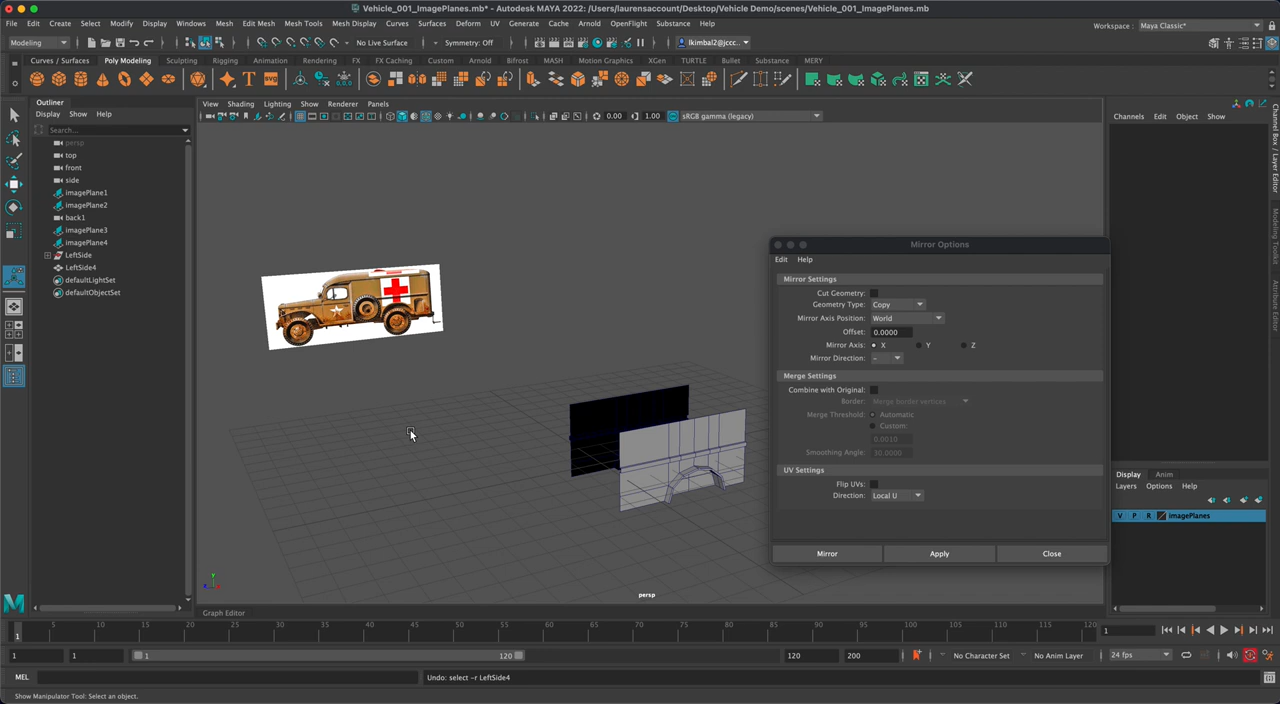 Vehicle_001_ImagePlanes.mb* - Autodesk MAYA 2022: /Users/laurensaccount/Desktop/Vehicle Demo/scenes/Vehicle_001_ImagePlanes.mb
File Edit Create Select Modify Display Windows Mesh Edit Mesh Mesh Tools Mesh Display Curves Surfaces Deform UV Generate Cache Arnold OpenFlight Substance Help
Workspace : Maya Classic*
Modeling No Live Surface Symmetry: Off lkimbal2@jccc...
Curves / Surfaces Poly Modeling Sculpting Rigging Animation Rendering FX FX Caching Custom Arnold Bifrost MASH Motion Graphics XGen TURTLE Bullet Substance MERY
Outliner
Display Show Help
Search...
persp
top
front
side
imagePlane1
imagePlane2
back1
imagePlane3
imagePlane4
LeftSide
LeftSide4
defaultLightSet
defaultObjectSet
View Shading Lighting Show Renderer Panels
0.00 1.00 sRGB gamma (legacy)
persp
Graph Editor
Mirror Options
Edit Help
Mirror Settings
Cut Geometry:
Geometry Type: Copy
Mirror Axis Position: World
Offset: 0.0000
Mirror Axis: X Y Z
Mirror Direction: -
Merge Settings
Combine with Original:
Border: Merge border vertices
Merge Threshold: Automatic
Custom:
0.0010
Smoothing Angle: 30.0000
UV Settings
Flip UVs:
Direction: Local U
Mirror Apply Close
Channels Edit Object Show
Channel Box / Layer Editor
Modeling Toolkit
Attribute Editor
Display Anim
Layers Options Help
V P R imagePlanes
5 10 15 20 25 30 35 40 45 50 55 60 65 70 75 80 85 90 95 100 105 110 115 120
1 1
1 1 1 120 120 200 No Character Set No Anim Layer 24 fps
MEL Undo: select -r LeftSide4
Show Manipulator Tool: Select an object.